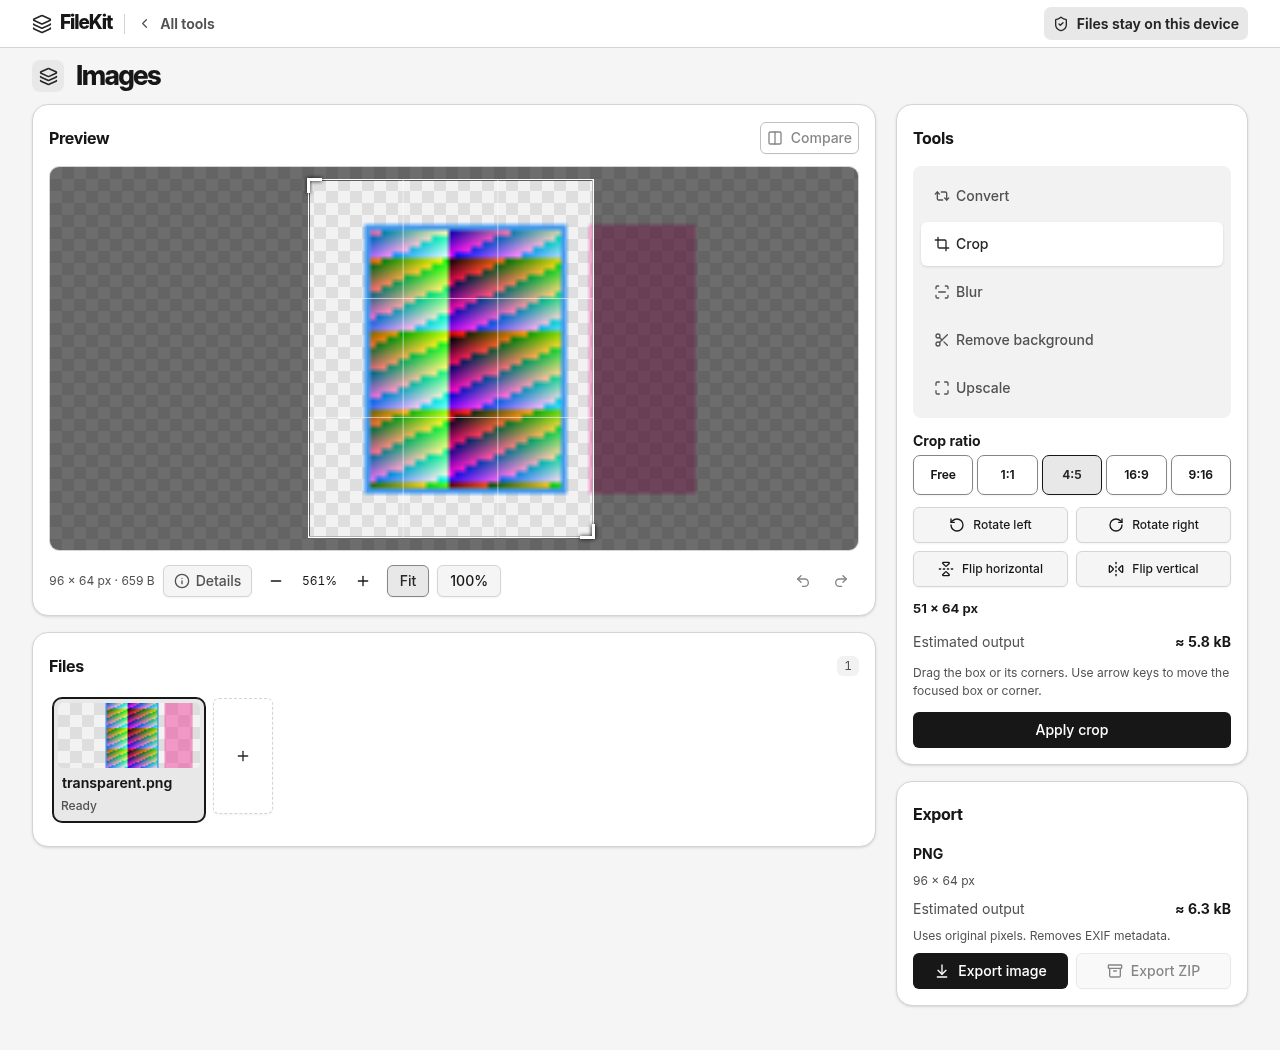 FileKit
All tools
Files stay on this device
Images
Preview
Compare
96 × 64 px · 659 B
Details
561%
Fit
100%
Files
1
transparent.png
Ready
Tools
Convert
Crop
Blur
Remove background
Upscale
Crop ratio
Free
1:1
4:5
16:9
9:16
Rotate left
Rotate right
Flip horizontal
Flip vertical
51 × 64 px
Estimated output
≈ 5.8 kB
Drag the box or its corners. Use arrow keys to move the
focused box or corner.
Apply crop
Export
PNG
96 × 64 px
Estimated output
≈ 6.3 kB
Uses original pixels. Removes EXIF metadata.
Export image
Export ZIP